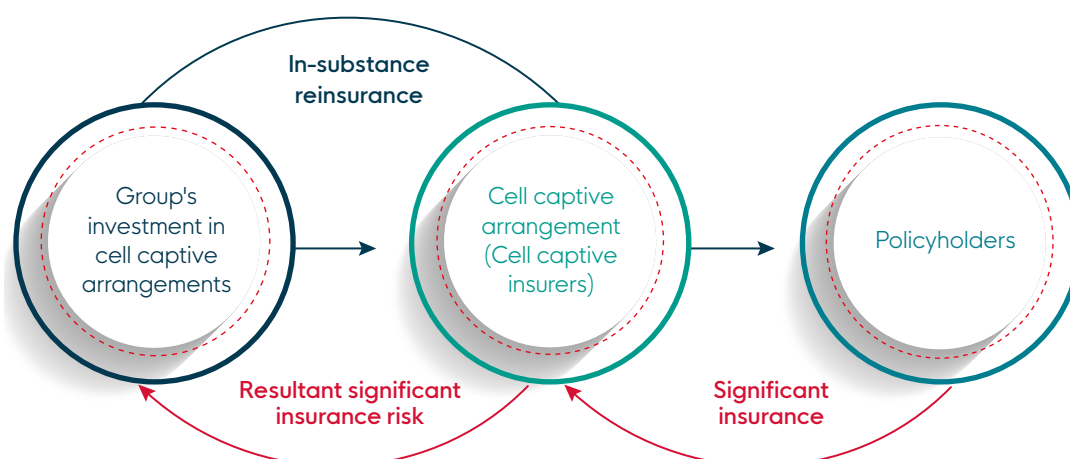 In-substance
reinsurance
Group's
investment in
cell captive
arrangements
Cell captive
arrangement
(Cell captive
insurers)
Policyholders
Resultant significant
insurance risk
Significant
insurance